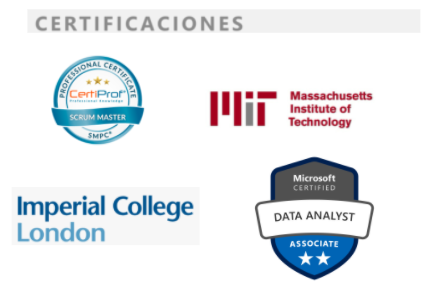 CERTIFICACIONES
PROFESSIONAL CERTIFICATE
CertiProf®
Professional Knowledge
SCRUM MASTER
SMPC®
MIT
Massachusetts
Institute of
Technology
Imperial College
London
Microsoft
CERTIFIED
DATA ANALYST
ASSOCIATE